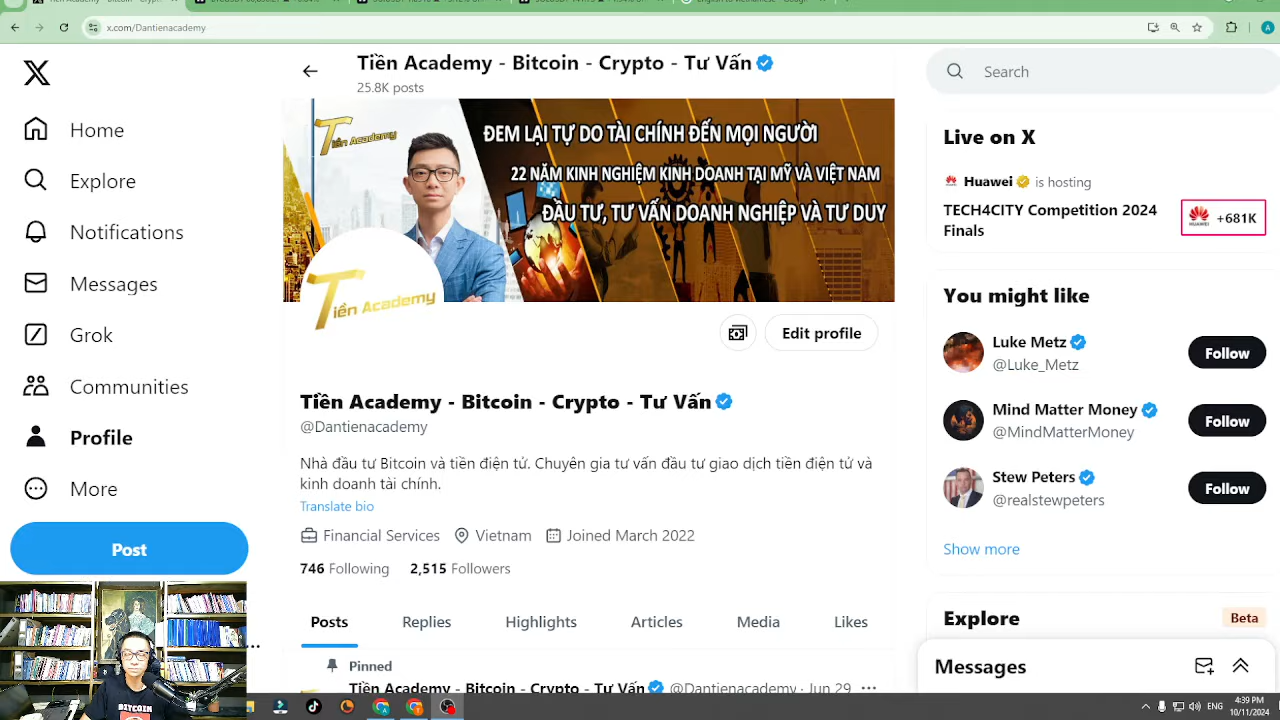 x.com/Dantienacademy
Tiền Academy - Bitcoin - Crypto - Tư Vấn
25.8K posts
Search
Home
Explore
Notifications
Messages
Grok
Communities
Profile
More
Post
Tiền Academy
ĐEM LẠI TỰ DO TÀI CHÍNH ĐẾN MỌI NGƯỜI
22 NĂM KINH NGHIỆM KINH DOANH TẠI MỸ VÀ VIỆT NAM
ĐẦU TƯ, TƯ VẤN DOANH NGHIỆP VÀ TƯ DUY
Tiền Academy
Edit profile
Tiền Academy - Bitcoin - Crypto - Tư Vấn
@Dantienacademy
Nhà đầu tư Bitcoin và tiền điện tử. Chuyên gia tư vấn đầu tư giao dịch tiền điện tử và
kinh doanh tài chính.
Translate bio
Financial Services Vietnam Joined March 2022
746 Following 2,515 Followers
Posts Replies Highlights Articles Media Likes
Pinned
Tiền Academy - Bitcoin - Crypto - Tư Vấn @Dantienacademy · Jun 29
Live on X
Huawei is hosting
TECH4CITY Competition 2024
Finals
HUAWEI
+681K
You might like
Luke Metz
@Luke_Metz
Follow
Mind Matter Money
@MindMatterMoney
Follow
Stew Peters
@realstewpeters
Follow
Show more
Explore
Beta
Messages
ENG
4:39 PM
10/11/2024